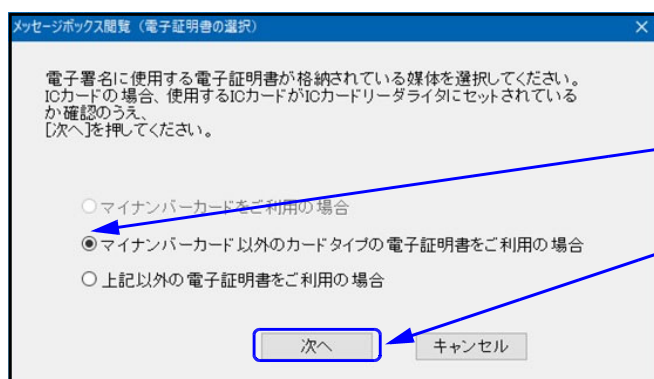 メッセージボックス閲覧（電子証明書の選択）
電子署名に使用する電子証明書が格納されている媒体を選択してください。
ICカードの場合、使用するICカードがICカードリーダライタにセットされている
か確認のうえ、
[次へ]を押してください。
マイナンバーカードをご利用の場合
マイナンバーカード以外のカードタイプの電子証明書をご利用の場合
上記以外の電子証明書をご利用の場合
次へ キャンセル